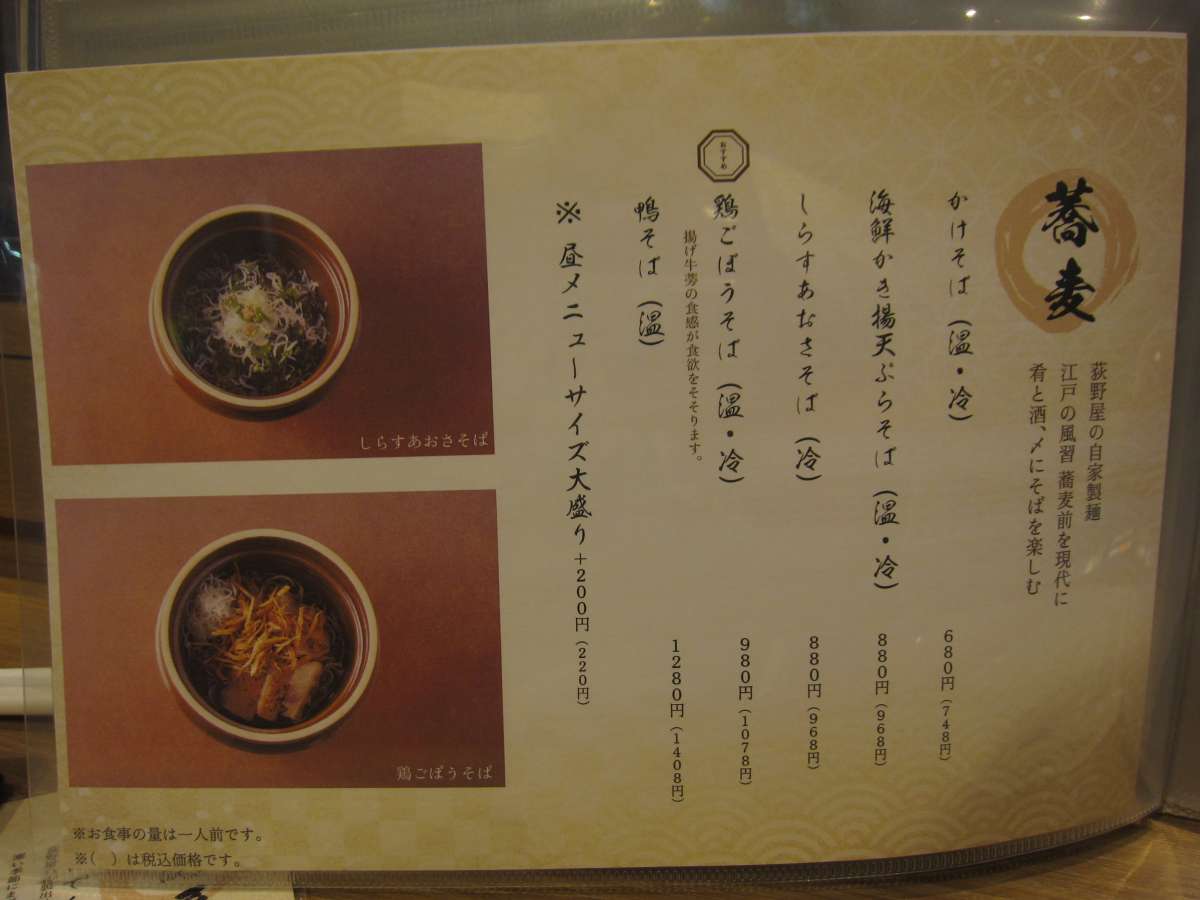 蕎麦
荻野屋の自家製麺
江戸の風習 蕎麦前を現代に
肴と酒、〆にそばを楽しむ
かけそば(温・冷)
680円(748円)
海鮮かき揚天ぷらそば(温・冷)
880円(968円)
しらすあおさそば(冷)
880円(968円)
おすすめ
鶏ごぼうそば(温・冷)
980円(1078円)
揚げ牛蒡の食感が食欲をそそります。
鴨そば(温)
1280円(1408円)
※昼メニューサイズ大盛り+200円(220円)
しらすあおさそば
鶏ごぼうそば
※お食事の量は一人前です。
※( )は税込価格です。